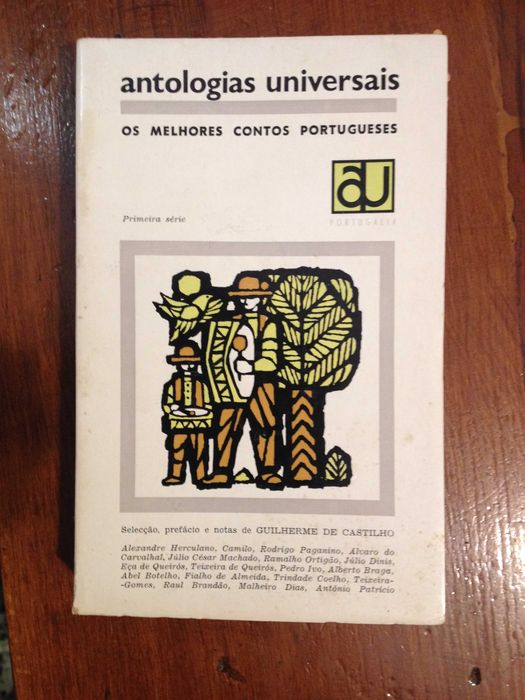 antologias universais
OS MELHORES CONTOS PORTUGUESES
au
PORTUGÁLIA
Primeira série
Selecção, prefácio e notas de GUILHERME DE CASTILHO
Alexandre Herculano, Camilo, Rodrigo Paganino, Álvaro do
Carvalhal, Júlio César Machado, Ramalho Ortigão, Júlio Dinis,
Eça de Queirós, Teixeira de Queirós, Pedro Ivo, Alberto Braga,
Abel Botelho, Fialho de Almeida, Trindade Coelho, Teixeira-
-Gomes, Raul Brandão, Malheiro Dias, António Patrício